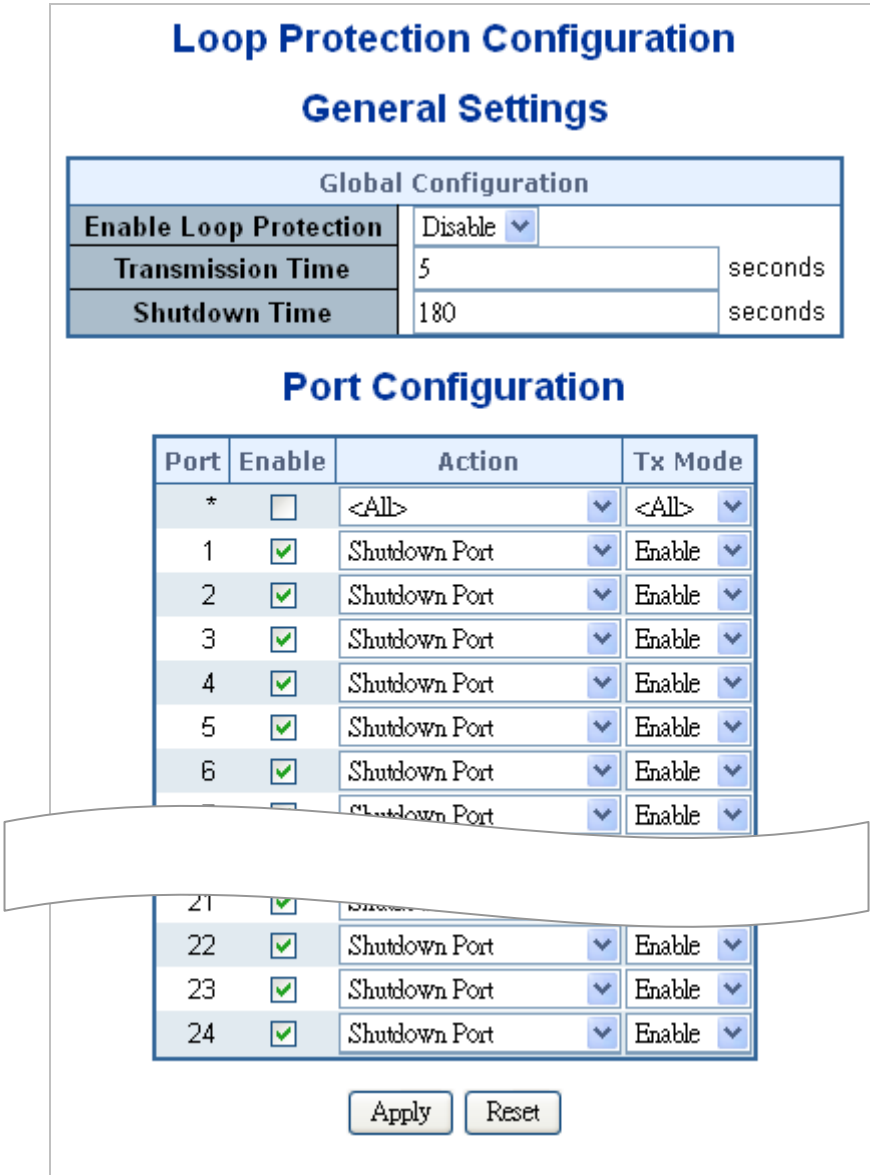 Loop Protection Configuration
General Settings
Global Configuration
Enable Loop Protection Disable
Transmission Time 5 seconds
Shutdown Time 180 seconds
Port Configuration
Port Enable Action Tx Mode
* <All> <All>
1 Shutdown Port Enable
2 Shutdown Port Enable
3 Shutdown Port Enable
4 Shutdown Port Enable
5 Shutdown Port Enable
6 Shutdown Port Enable
Shutdown Port Enable
21
22 Shutdown Port Enable
23 Shutdown Port Enable
24 Shutdown Port Enable
Apply Reset